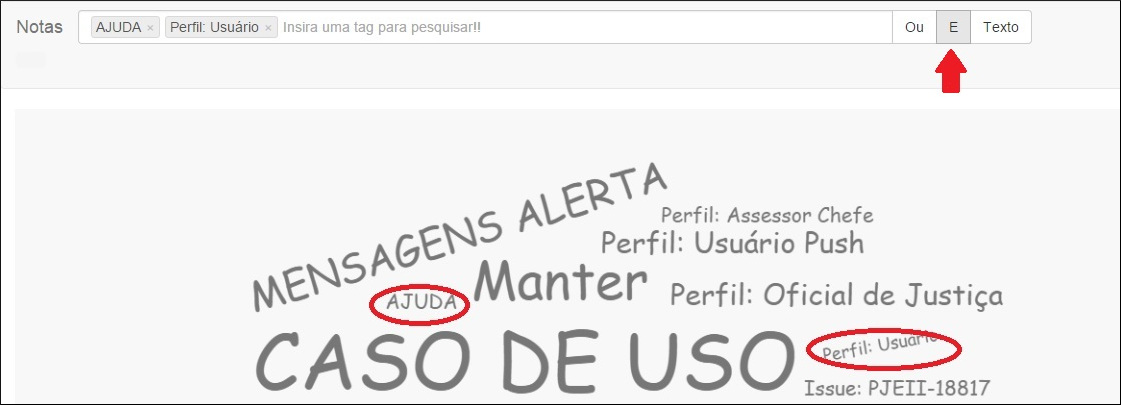 Notas AJUDA × Perfil: Usuário × Insira uma tag para pesquisar!! Ou E Texto
MENSAGENS ALERTA
Perfil: Assessor Chefe
Perfil: Usuário Push
Manter
AJUDA
Perfil: Oficial de Justiça
CASO DE USO
Perfil: Usuário
Issue: PJEII-18817